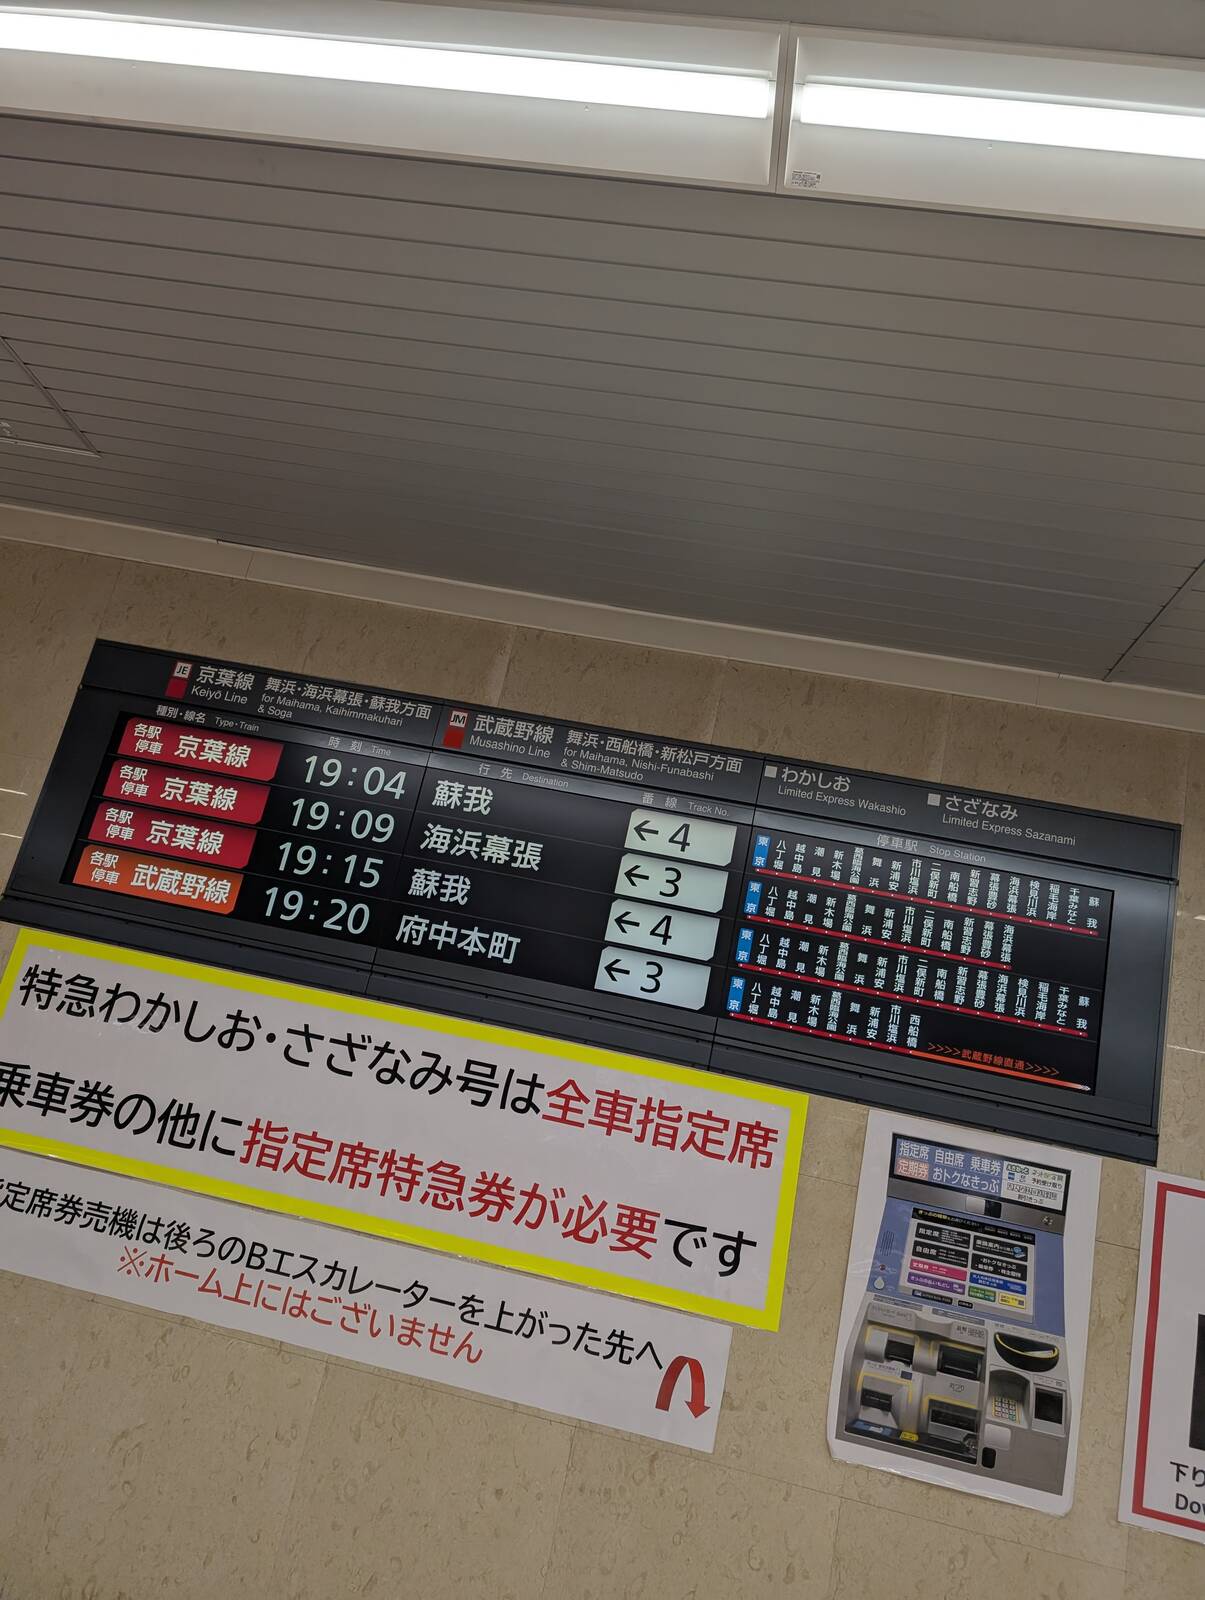 JE 京葉線 舞浜・海浜幕張・蘇我方面
Keiyō Line for Maihama, Kaihimmakuhari & Soga
JM 武蔵野線 舞浜・西船橋・新松戸方面
Musashino Line for Maihama, Nishi-Funabashi & Shim-Matsudo
わかしお
Limited Express Wakashio
さざなみ
Limited Express Sazanami
種別・線名 Type・Train 時刻 Time 行先 Destination 番線 Track No. 停車駅 Stop Station
各駅停車 京葉線 19:04 蘇我 ←4
東京 八丁堀 越中島 潮見 新木場 葛西臨海公園 舞浜 新浦安 市川塩浜 二俣新町 南船橋 新習志野 幕張豊砂 海浜幕張 検見川浜 稲毛海岸 千葉みなと 蘇我
各駅停車 京葉線 19:09 海浜幕張 ←3
東京 八丁堀 越中島 潮見 新木場 葛西臨海公園 舞浜 新浦安 市川塩浜 二俣新町 南船橋 新習志野 幕張豊砂 海浜幕張
各駅停車 京葉線 19:15 蘇我 ←4
東京 八丁堀 越中島 潮見 新木場 葛西臨海公園 舞浜 新浦安 市川塩浜 二俣新町 南船橋 新習志野 幕張豊砂 海浜幕張 検見川浜 稲毛海岸 千葉みなと 蘇我
各駅停車 武蔵野線 19:20 府中本町 ←3
東京 八丁堀 越中島 潮見 新木場 葛西臨海公園 舞浜 新浦安 市川塩浜 西船橋 >>>>武蔵野線直通>>>>
特急わかしお・さざなみ号は全車指定席
乗車券の他に指定席特急券が必要です
定席券売機は後ろのBエスカレーターを上がった先へ
※ホーム上にはございません
指定席 自由席 乗車券
定期券 おトクなきっぷ
予約受け取り
指定席
自由席
定期券
下り
Dow